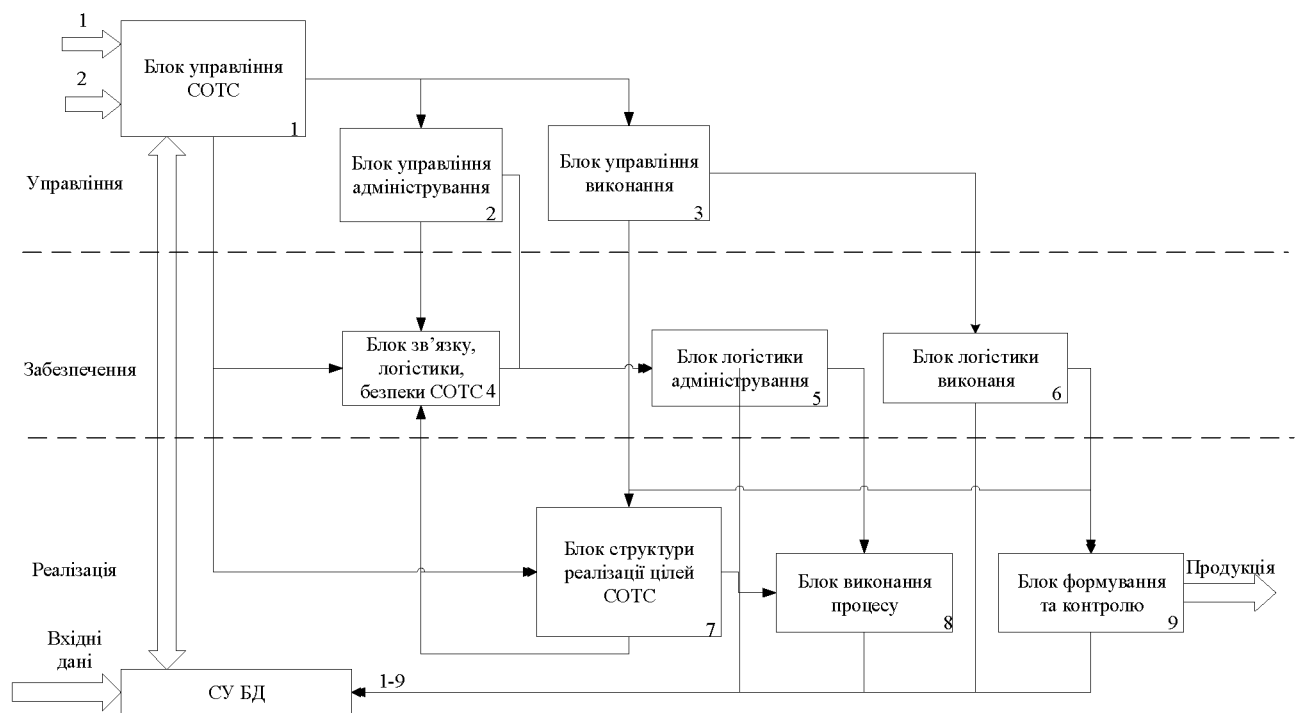 1
2
Блок управління
СОТС
1
Управління
Блок управління
адміністрування
2
Блок управління
виконання
3
Забезпечення
Блок зв’язку,
логістики,
безпеки СОТС 4
Блок логістики
адміністрування
5
Блок логістики
виконаня
6
Реалізація
Блок структури
реалізації цілей
СОТС
7
Блок виконання
процесу
8
Блок формування
та контролю
9
Продукція
Вхідні
дані
СУ БД
1-9